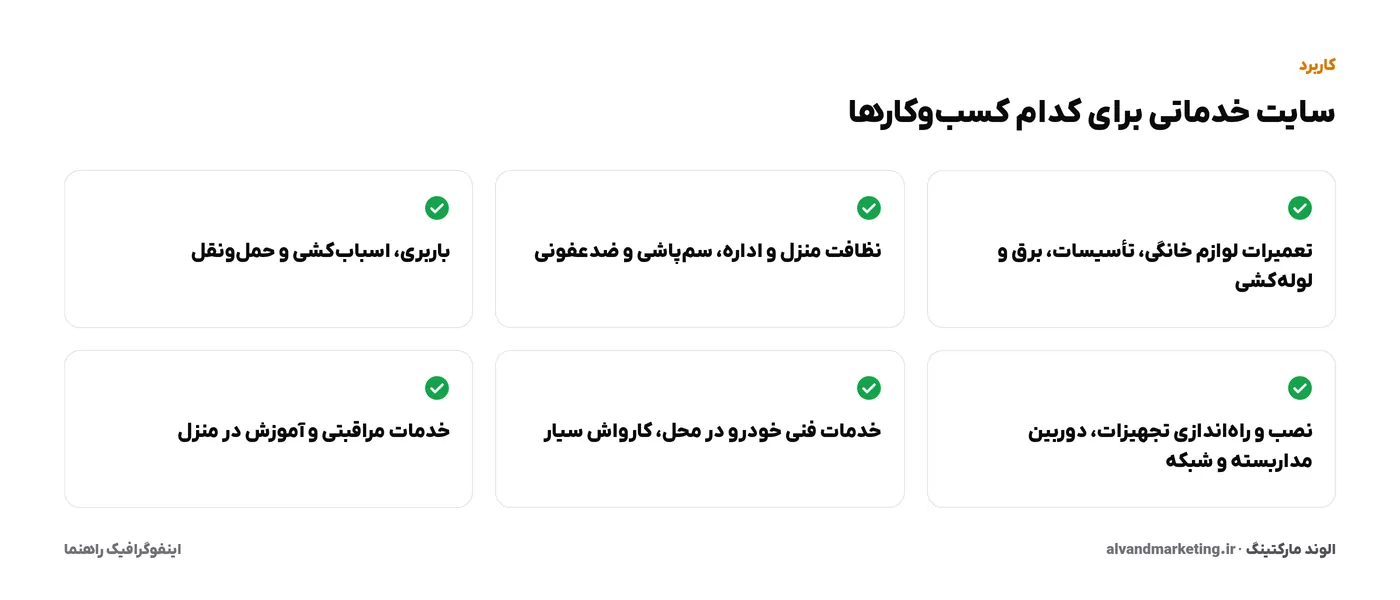 کاربرد
سایت خدماتی برای کدام کسب‌وکارها
تعمیرات لوازم خانگی، تأسیسات، برق و
لوله‌کشی
نظافت منزل و اداره، سم‌پاشی و ضدعفونی
باربری، اسباب‌کشی و حمل‌ونقل
نصب و راه‌اندازی تجهیزات، دوربین
مداربسته و شبکه
خدمات فنی خودرو در محل، کارواش سیار
خدمات مراقبتی و آموزش در منزل
الوند مارکتینگ · alvandmarketing.ir
اینفوگرافیک راهنما